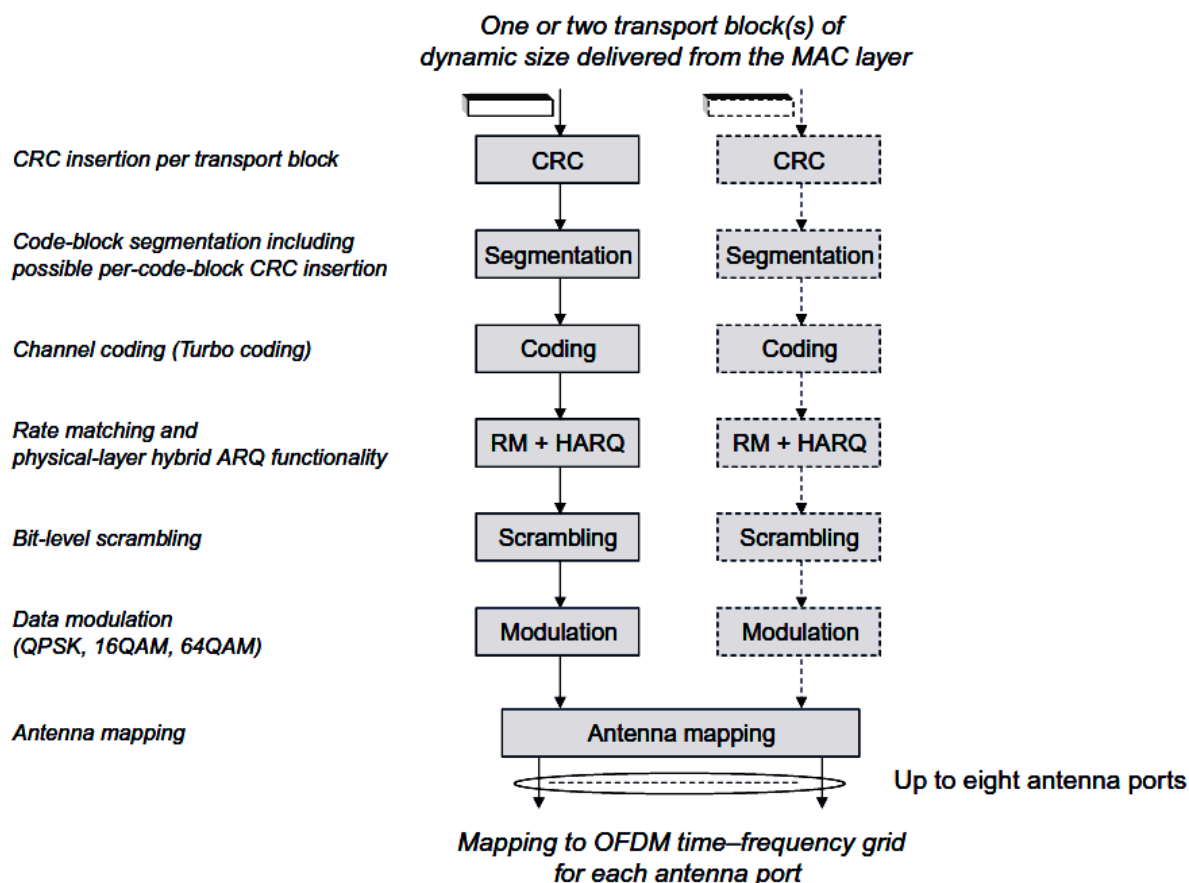 One or two transport block(s) of
dynamic size delivered from the MAC layer
CRC insertion per transport block
CRC
CRC
Code-block segmentation including
possible per-code-block CRC insertion
Segmentation
Segmentation
Channel coding (Turbo coding)
Coding
Coding
Rate matching and
physical-layer hybrid ARQ functionality
RM + HARQ
RM + HARQ
Bit-level scrambling
Scrambling
Scrambling
Data modulation
(QPSK, 16QAM, 64QAM)
Modulation
Modulation
Antenna mapping
Antenna mapping
Up to eight antenna ports
Mapping to OFDM time–frequency grid
for each antenna port